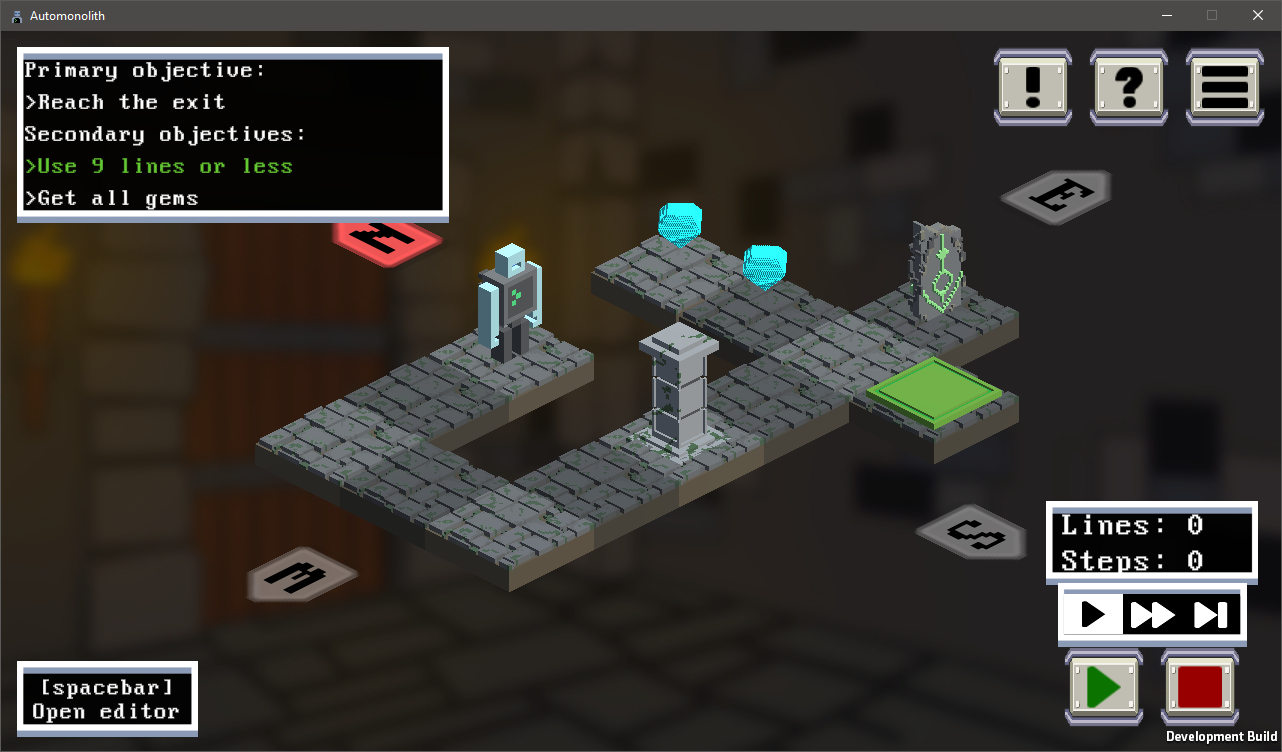 Automonolith
Primary objective:
>Reach the exit
Secondary objectives:
>Use 9 lines or less
>Get all gems
! ?
N
E
S
W
Lines: 0
Steps: 0
[spacebar]
Open editor
Development Build